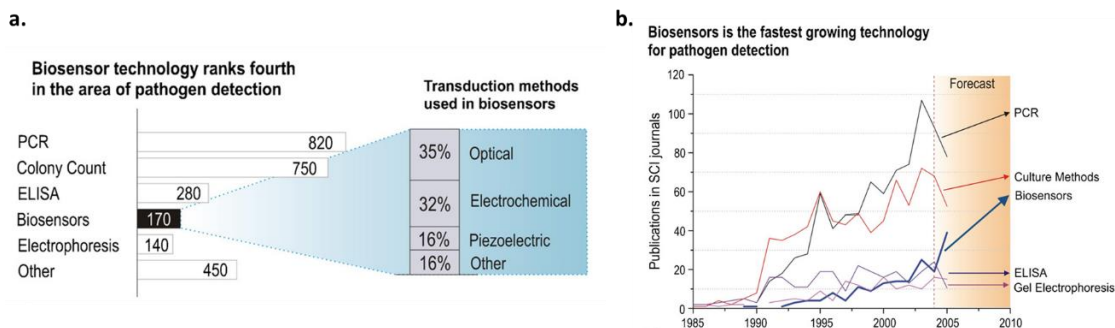 a.
Biosensor technology ranks fourth
in the area of pathogen detection
PCR 820
Colony Count 750
ELISA 280
Biosensors 170
Electrophoresis 140
Other 450
Transduction methods
used in biosensors
35% Optical
32% Electrochemical
16% Piezoelectric
16% Other
b.
Biosensors is the fastest growing technology
for pathogen detection
Publications in SCI journals
120
100
80
60
40
20
0
1985 1990 1995 2000 2005 2010
Forecast
PCR
Culture Methods
Biosensors
ELISA
Gel Electrophoresis